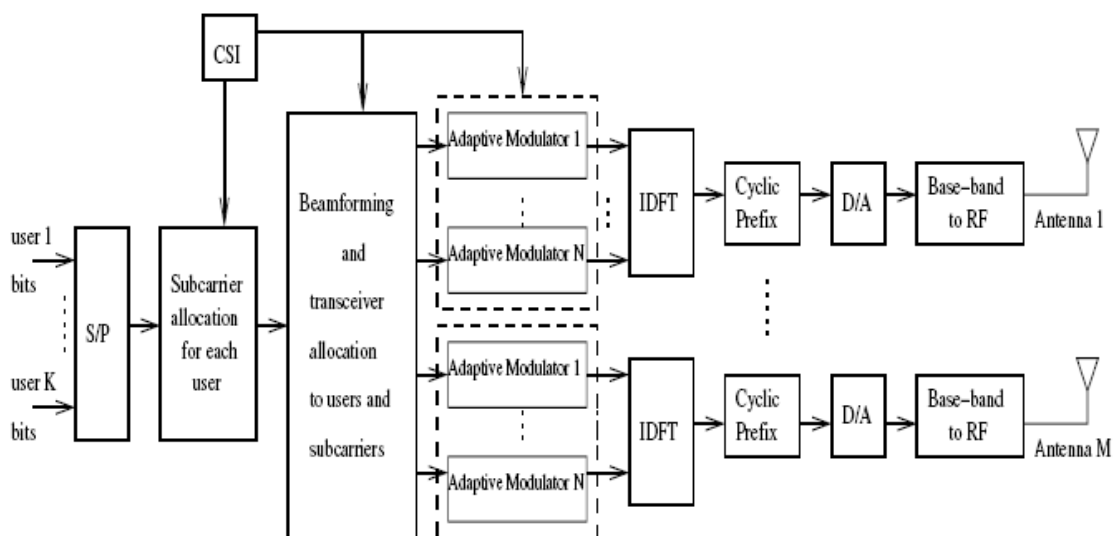 CSI
user 1
bits
user K
bits
S/P
Subcarrier
allocation
for each
user
Beamforming
and
transceiver
allocation
to users and
subcarriers
Adaptive Modulator 1
Adaptive Modulator N
IDFT
Cyclic
Prefix
D/A
Base-band
to RF
Antenna 1
Adaptive Modulator 1
Adaptive Modulator N
IDFT
Cyclic
Prefix
D/A
Base-band
to RF
Antenna M